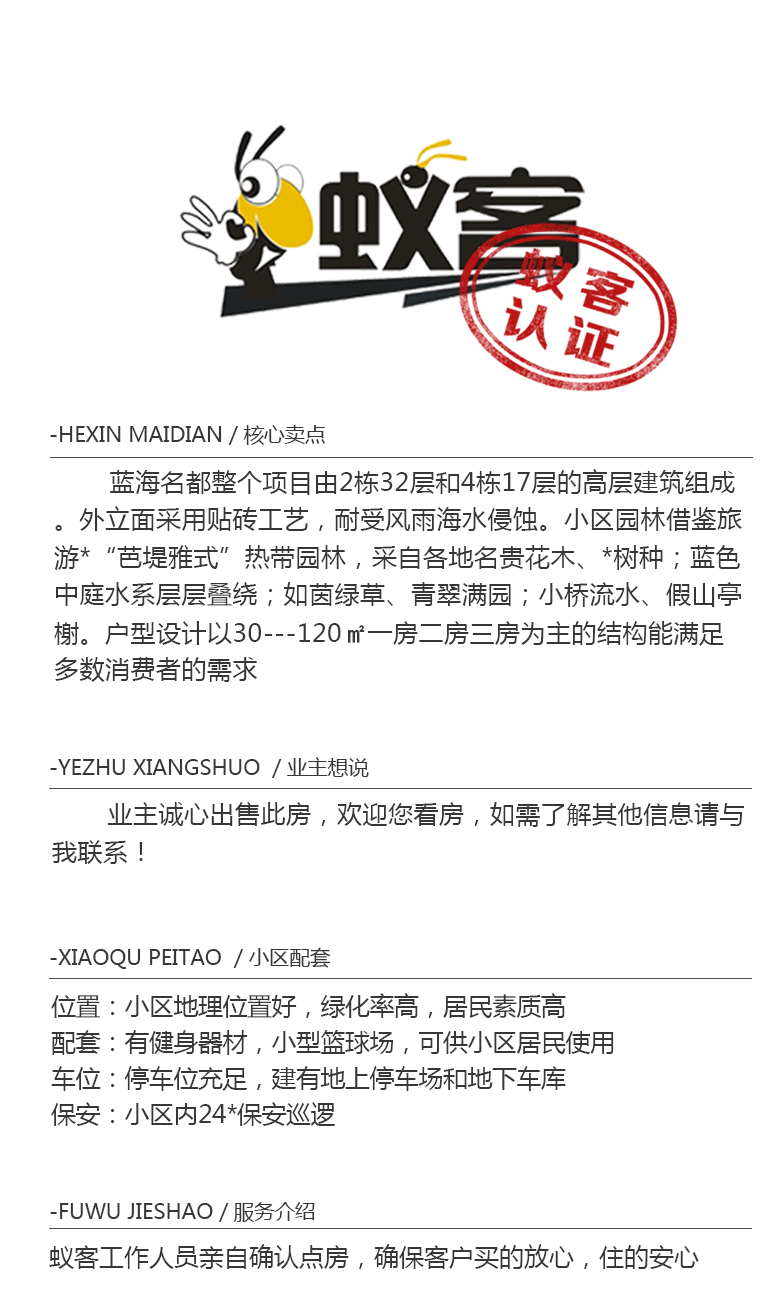 蚁客
蚁客
认证
-HEXIN MAIDIAN / 核心卖点
蓝海名都整个项目由2栋32层和4栋17层的高层建筑组成
。外立面采用贴砖工艺，耐受风雨海水侵蚀。小区园林借鉴旅
游*“芭堤雅式”热带园林，采自各地名贵花木、*树种；蓝色
中庭水系层层叠绕；如茵绿草、青翠满园；小桥流水、假山亭
榭。户型设计以30---120㎡一房二房三房为主的结构能满足
多数消费者的需求
-YEZHU XIANGSHUO / 业主想说
业主诚心出售此房，欢迎您看房，如需了解其他信息请与
我联系！
-XIAOQU PEITAO / 小区配套
位置：小区地理位置好，绿化率高，居民素质高
配套：有健身器材，小型篮球场，可供小区居民使用
车位：停车位充足，建有地上停车场和地下车库
保安：小区内24*保安巡逻
-FUWU JIESHAO / 服务介绍
蚁客工作人员亲自确认点房，确保客户买的放心，住的安心